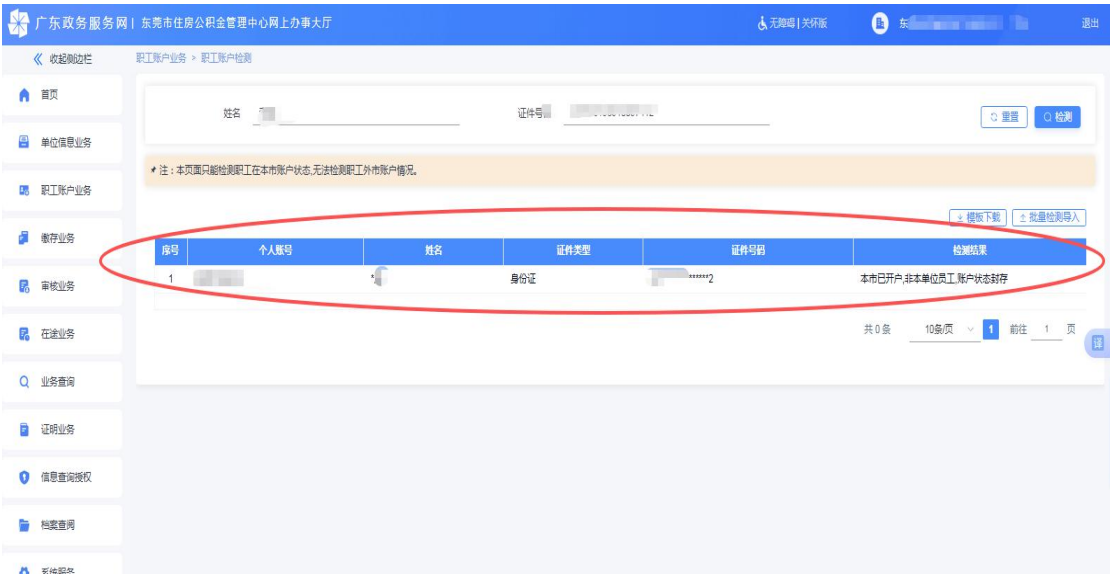 广东政务服务网 | 东莞市住房公积金管理中心网上办事大厅 无障碍 | 关怀版 东 退出
收起侧边栏 职工账户业务 > 职工账户检测
首页
姓名 证件号
重置 检测
单位信息业务
注：本页面只能检测职工在本市账户状态,无法检测职工外市账户情况。
职工账户业务
模板下载 批量检测导入
缴存业务
序号 个人账号 姓名 证件类型 证件号码 检测结果
1 * 身份证 ******2 本市已开户,非本单位员工,账户状态封存
审核业务
在途业务
共 0 条 10条/页 1 前往 1 页
译
业务查询
证明业务
信息查询授权
档案查阅
系统服务